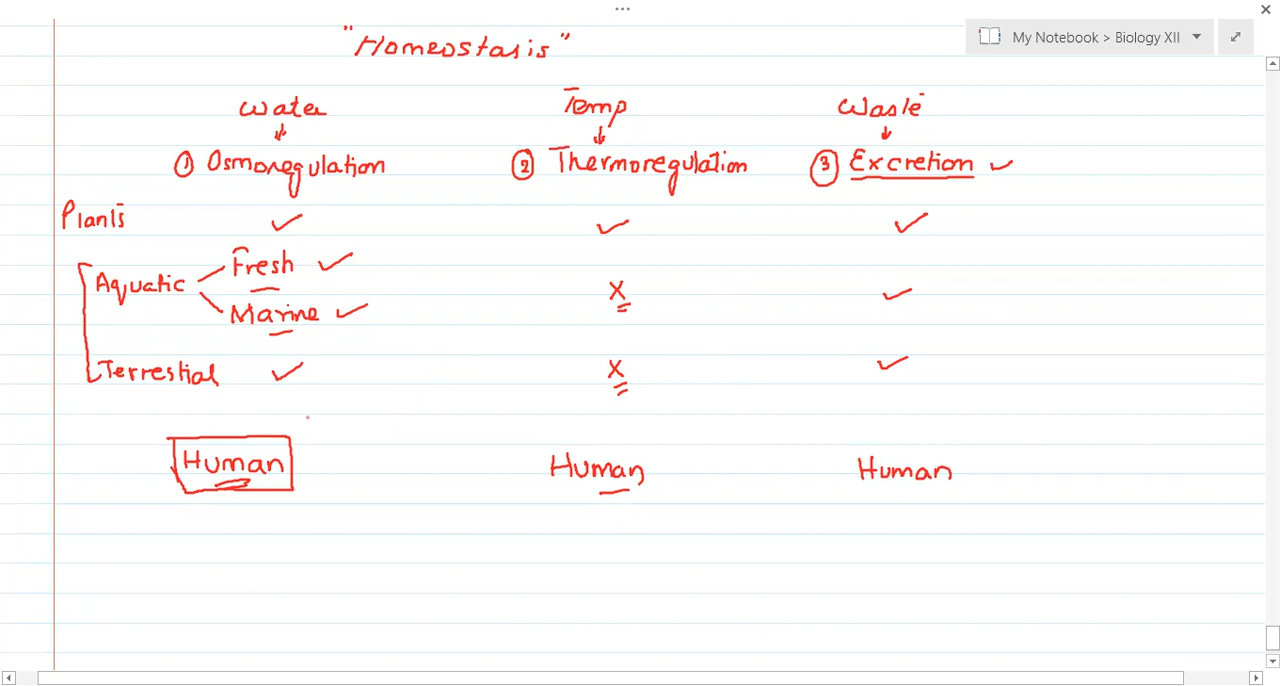 My Notebook > Biology XII
"Homeostasis"
Water Temp Waste
① Osmoregulation ② Thermoregulation ③ Excretion ✓
Plants ✓ ✓ ✓
Fresh ✓
Aquatic X ✓
Marine ✓
Terrestial ✓ X ✓
Human Human Human